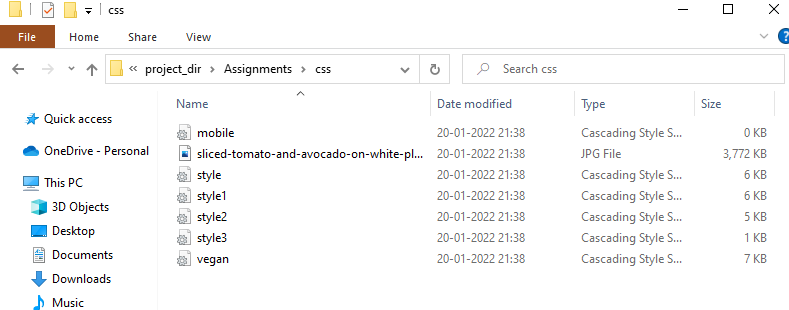 css
File Home Share View
project_dir Assignments css Search css
Name Date modified Type Size
Quick access
mobile 20-01-2022 21:38 Cascading Style S... 0 KB
sliced-tomato-and-avocado-on-white-pl... 20-01-2022 21:38 JPG File 3,772 KB
OneDrive - Personal
style 20-01-2022 21:38 Cascading Style S... 6 KB
This PC
style1 20-01-2022 21:38 Cascading Style S... 6 KB
3D Objects
style2 20-01-2022 21:38 Cascading Style S... 5 KB
Desktop
style3 20-01-2022 21:38 Cascading Style S... 1 KB
Documents
vegan 20-01-2022 21:38 Cascading Style S... 7 KB
Downloads
Music